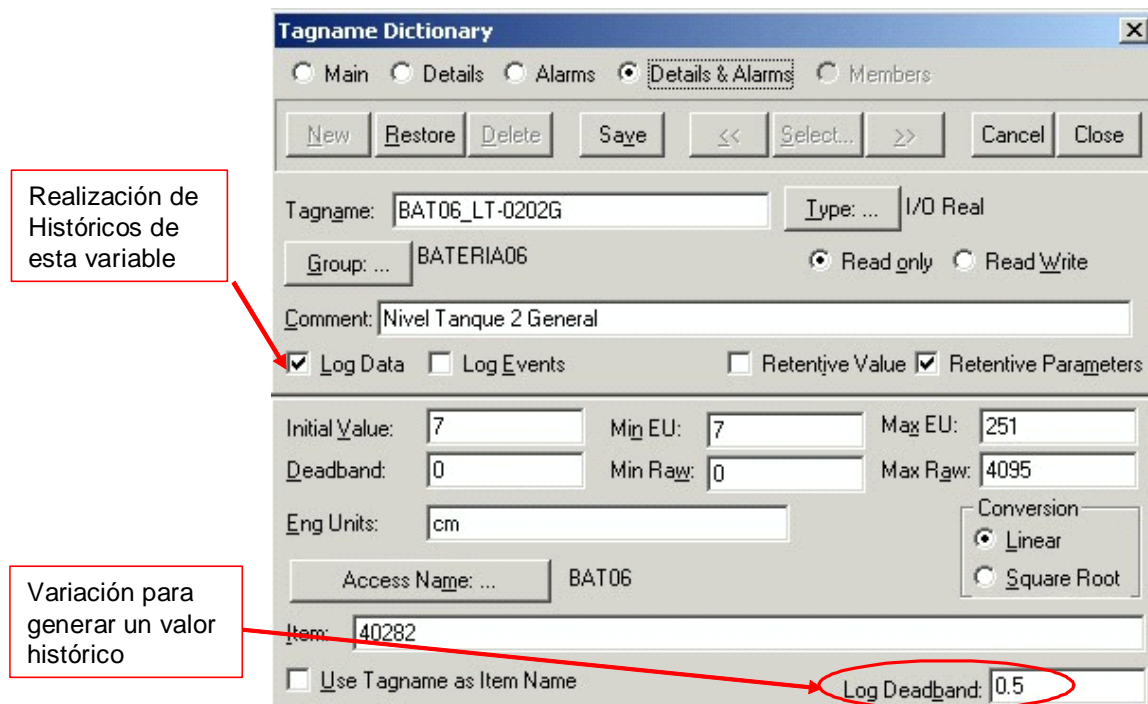 Tagname Dictionary
Main Details Alarms Details & Alarms Members
New Restore Delete Save << Select... >> Cancel Close
Realización de
Históricos de
esta variable
Tagname: BAT06_LT-0202G Type: ... I/O Real
Group: ... BATERIA06 Read only Read Write
Comment: Nivel Tanque 2 General
Log Data Log Events Retentive Value Retentive Parameters
Initial Value: 7 Min EU: 7 Max EU: 251
Deadband: 0 Min Raw: 0 Max Raw: 4095
Eng Units: cm
Conversion
Linear
Square Root
Access Name: ... BAT06
Variación para
generar un valor
histórico
Item: 40282
Use Tagname as Item Name Log Deadband: 0.5